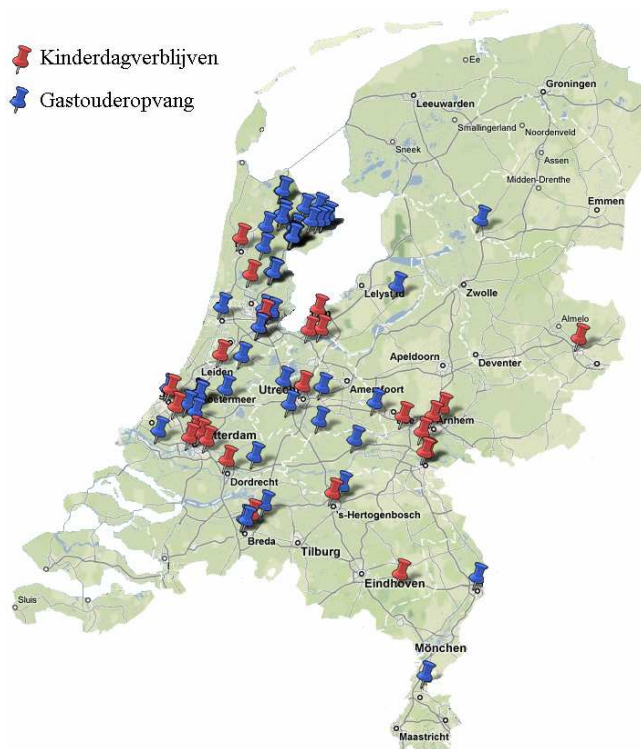 Kinderdagverblijven
Gastouderopvang
Ee
Groningen
Leeuwarden
Smallingerland
Noordenveld
Sneek
Assen
Midden-Drenthe
Emmen
Lelystad
Zwolle
Almelo
Apeldoorn
Deventer
Leiden
Utrecht
Amersfoort
Arnhem
Dordrecht
's-Hertogenbosch
Breda
Tilburg
Eindhoven
Sluis
Mönchen
Maastricht